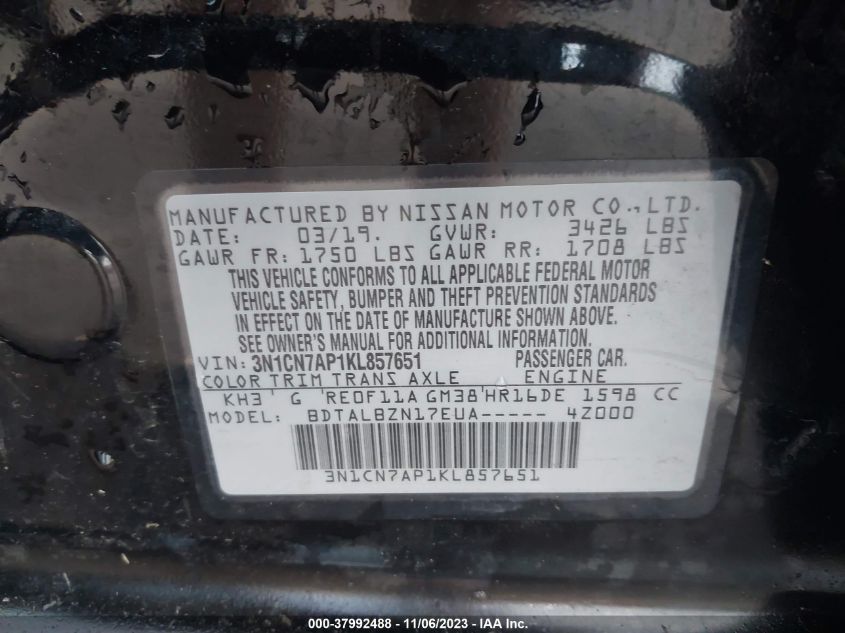 MANUFACTURED BY NISSAN MOTOR CO., LTD.
DATE: 03/19. GVWR: 3426 LBS
GAWR FR: 1750 LBS GAWR RR: 1708 LBS
THIS VEHICLE CONFORMS TO ALL APPLICABLE FEDERAL MOTOR
VEHICLE SAFETY, BUMPER AND THEFT PREVENTION STANDARDS
IN EFFECT ON THE DATE OF MANUFACTURE SHOWN ABOVE.
SEE OWNER'S MANUAL FOR ADDITIONAL INFORMATION.
VIN: 3N1CN7AP1KL857651 PASSENGER CAR.
COLOR TRIM TRANS AXLE ENGINE
KH3' G 'RE0F11A GM38'HR16DE 1598 CC
MODEL: BDTALBZN17EUA----- 4Z000
3N1CN7AP1KL857651
000-37992488 - 11/06/2023 - IAA Inc.